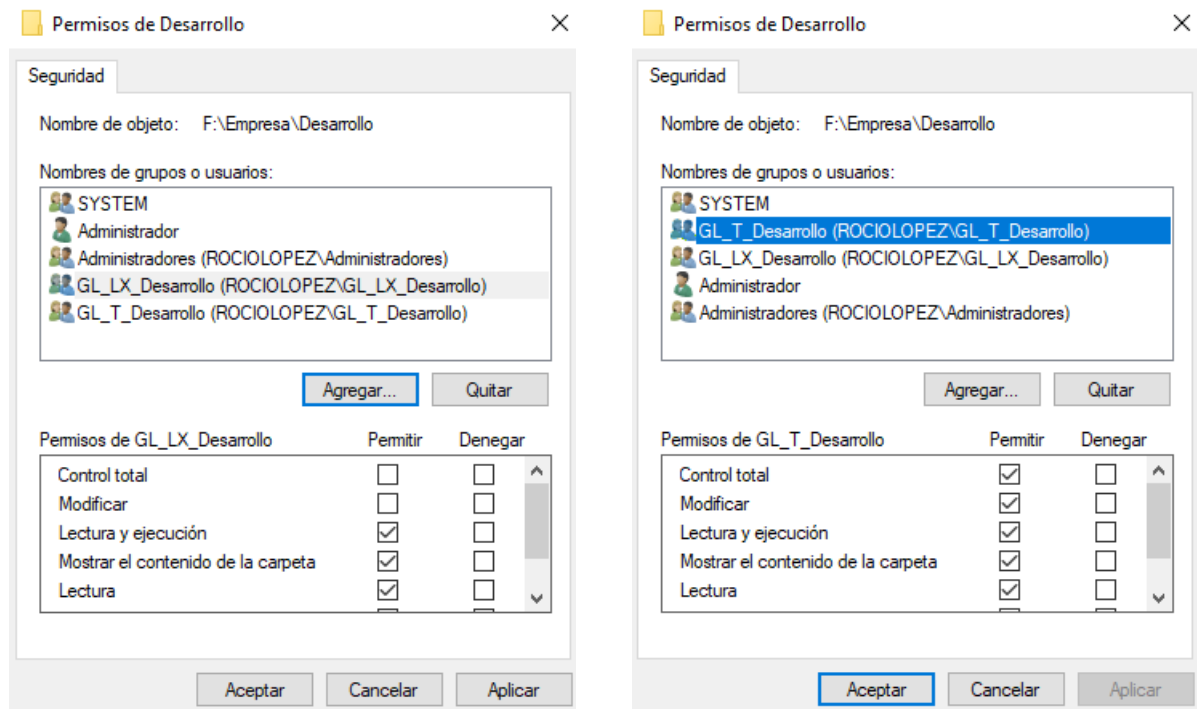 Permisos de Desarrollo
Seguridad
Nombre de objeto: F:\Empresa\Desarrollo
Nombres de grupos o usuarios:
SYSTEM
Administrador
Administradores (ROCIOLOPEZ\Administradores)
GL_LX_Desarrollo (ROCIOLOPEZ\GL_LX_Desarrollo)
GL_T_Desarrollo (ROCIOLOPEZ\GL_T_Desarrollo)
Agregar... Quitar
Permisos de GL_LX_Desarrollo Permitir Denegar
Control total
Modificar
Lectura y ejecución
Mostrar el contenido de la carpeta
Lectura
Aceptar Cancelar Aplicar
Permisos de Desarrollo
Seguridad
Nombre de objeto: F:\Empresa\Desarrollo
Nombres de grupos o usuarios:
SYSTEM
GL_T_Desarrollo (ROCIOLOPEZ\GL_T_Desarrollo)
GL_LX_Desarrollo (ROCIOLOPEZ\GL_LX_Desarrollo)
Administrador
Administradores (ROCIOLOPEZ\Administradores)
Agregar... Quitar
Permisos de GL_T_Desarrollo Permitir Denegar
Control total
Modificar
Lectura y ejecución
Mostrar el contenido de la carpeta
Lectura
Aceptar Cancelar Aplicar